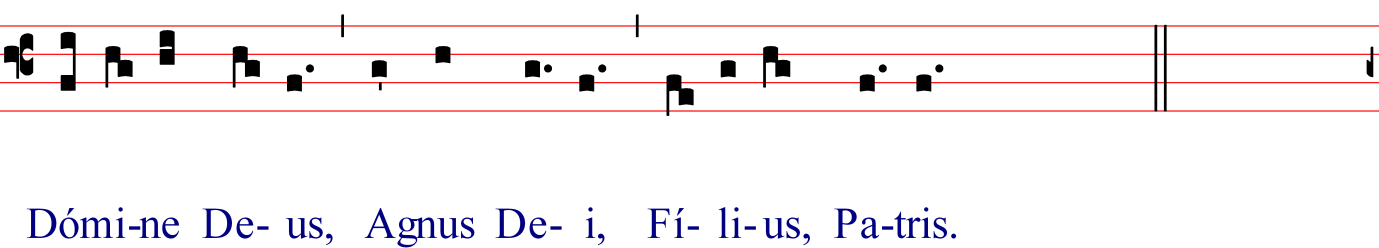 Dómi-ne De- us, Agnus De- i, Fí- li-us, Pa-tris.